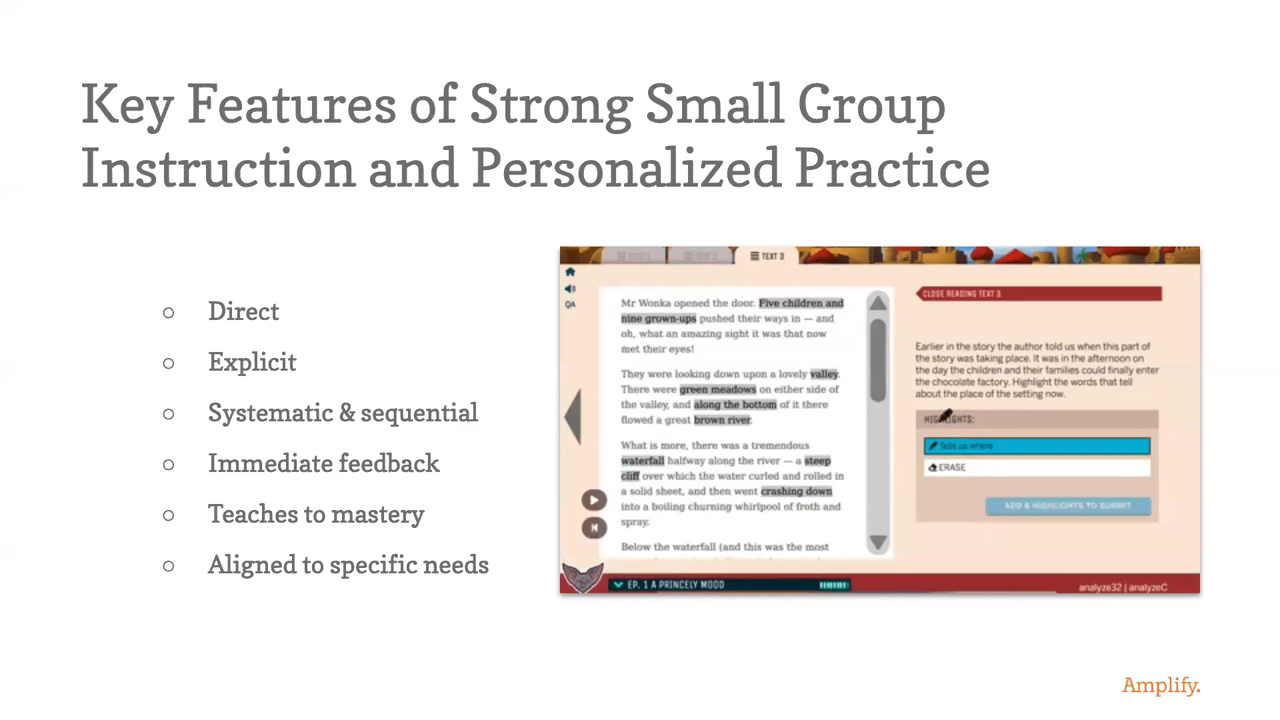 Key Features of Strong Small Group
Instruction and Personalized Practice
Direct
Explicit
Systematic & sequential
Immediate feedback
Teaches to mastery
Aligned to specific needs
TEXT 3
Mr Wonka opened the door. Five children and
nine grown-ups pushed their ways in — and
oh, what an amazing sight it was that now
met their eyes!
They were looking down upon a lovely valley.
There were green meadows on either side of
the valley, and along the bottom of it there
flowed a great brown river.
What is more, there was a tremendous
waterfall halfway along the river — a steep
cliff over which the water curled and rolled in
a solid sheet, and then went crashing down
into a boiling churning whirlpool of froth and
spray.
Below the waterfall (and this was the most
CLOSE READING TEXT 3
Earlier in the story the author told us when this part of
the story was taking place. It was in the afternoon on
the day the children and their families could finally enter
the chocolate factory. Highlight the words that tell
about the place of the setting now.
HIGHLIGHTS:
Tells us where
ERASE
ADD 6 HIGHLIGHTS TO SUBMIT
EP. 1 A PRINCELY MOOD
analyze32 | analyzeC
Amplify.